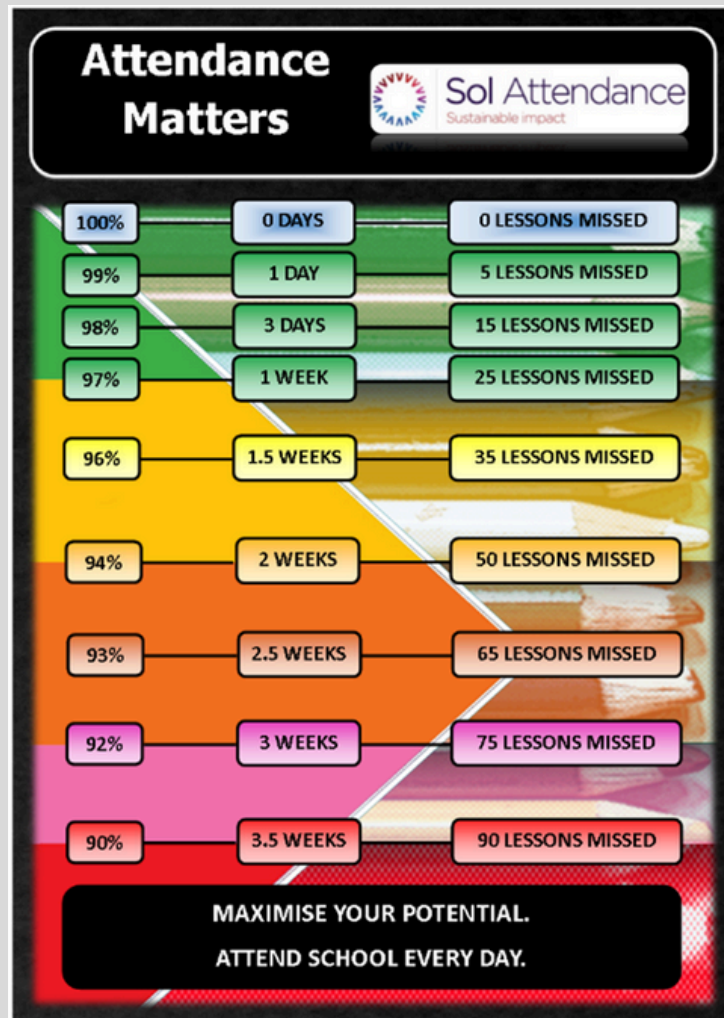 Attendance
Matters
Sol Attendance
Sustainable impact
100% 0 DAYS 0 LESSONS MISSED
99% 1 DAY 5 LESSONS MISSED
98% 3 DAYS 15 LESSONS MISSED
97% 1 WEEK 25 LESSONS MISSED
96% 1.5 WEEKS 35 LESSONS MISSED
94% 2 WEEKS 50 LESSONS MISSED
93% 2.5 WEEKS 65 LESSONS MISSED
92% 3 WEEKS 75 LESSONS MISSED
90% 3.5 WEEKS 90 LESSONS MISSED
MAXIMISE YOUR POTENTIAL.
ATTEND SCHOOL EVERY DAY.